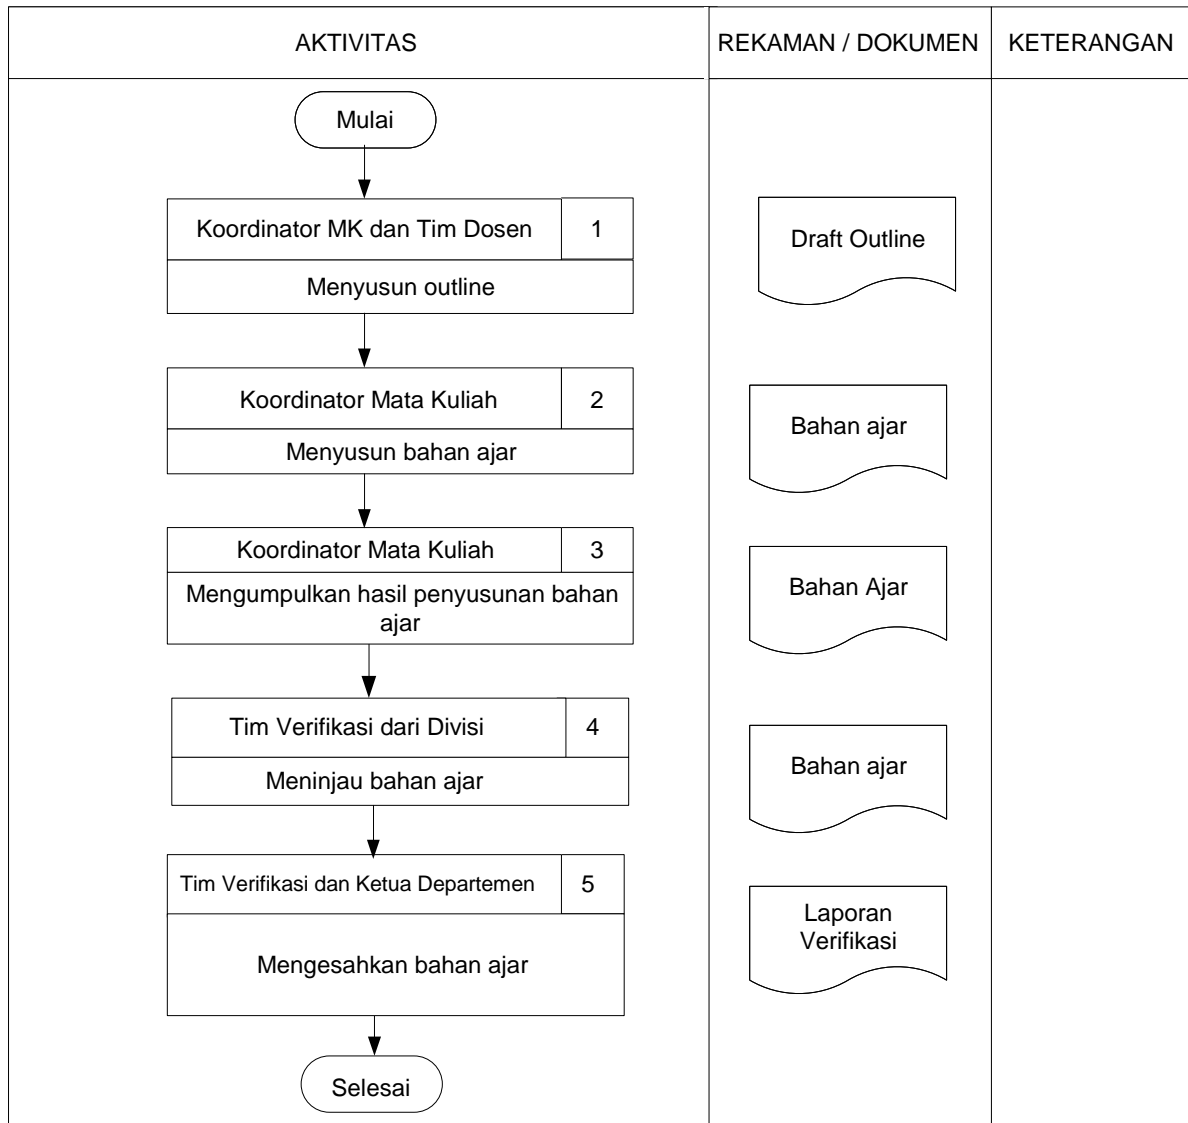 AKTIVITAS
REKAMAN / DOKUMEN
KETERANGAN
Mulai
Koordinator MK dan Tim Dosen
1
Menyusun outline
Draft Outline
Koordinator Mata Kuliah
2
Menyusun bahan ajar
Bahan ajar
Koordinator Mata Kuliah
3
Mengumpulkan hasil penyusunan bahan
ajar
Bahan Ajar
Tim Verifikasi dari Divisi
4
Meninjau bahan ajar
Bahan ajar
Tim Verifikasi dan Ketua Departemen
5
Mengesahkan bahan ajar
Laporan
Verifikasi
Selesai